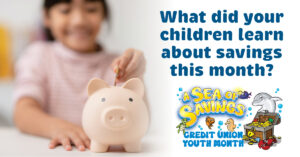 What did your
children learn
about savings
this month?
A SEA OF
SAVINGS
CREDIT UNION
YOUTH MONTH